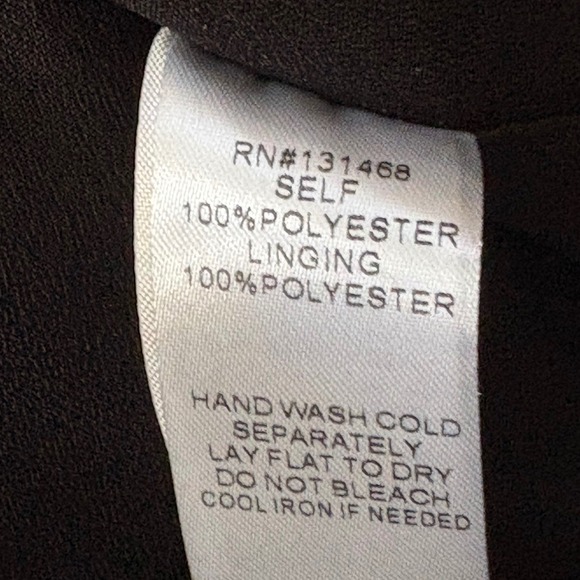 RN#131468
SELF
100%POLYESTER
LINGING
100%POLYESTER
HAND WASH COLD
SEPARATELY
LAY FLAT TO DRY
DO NOT BLEACH
COOL IRON IF NEEDED